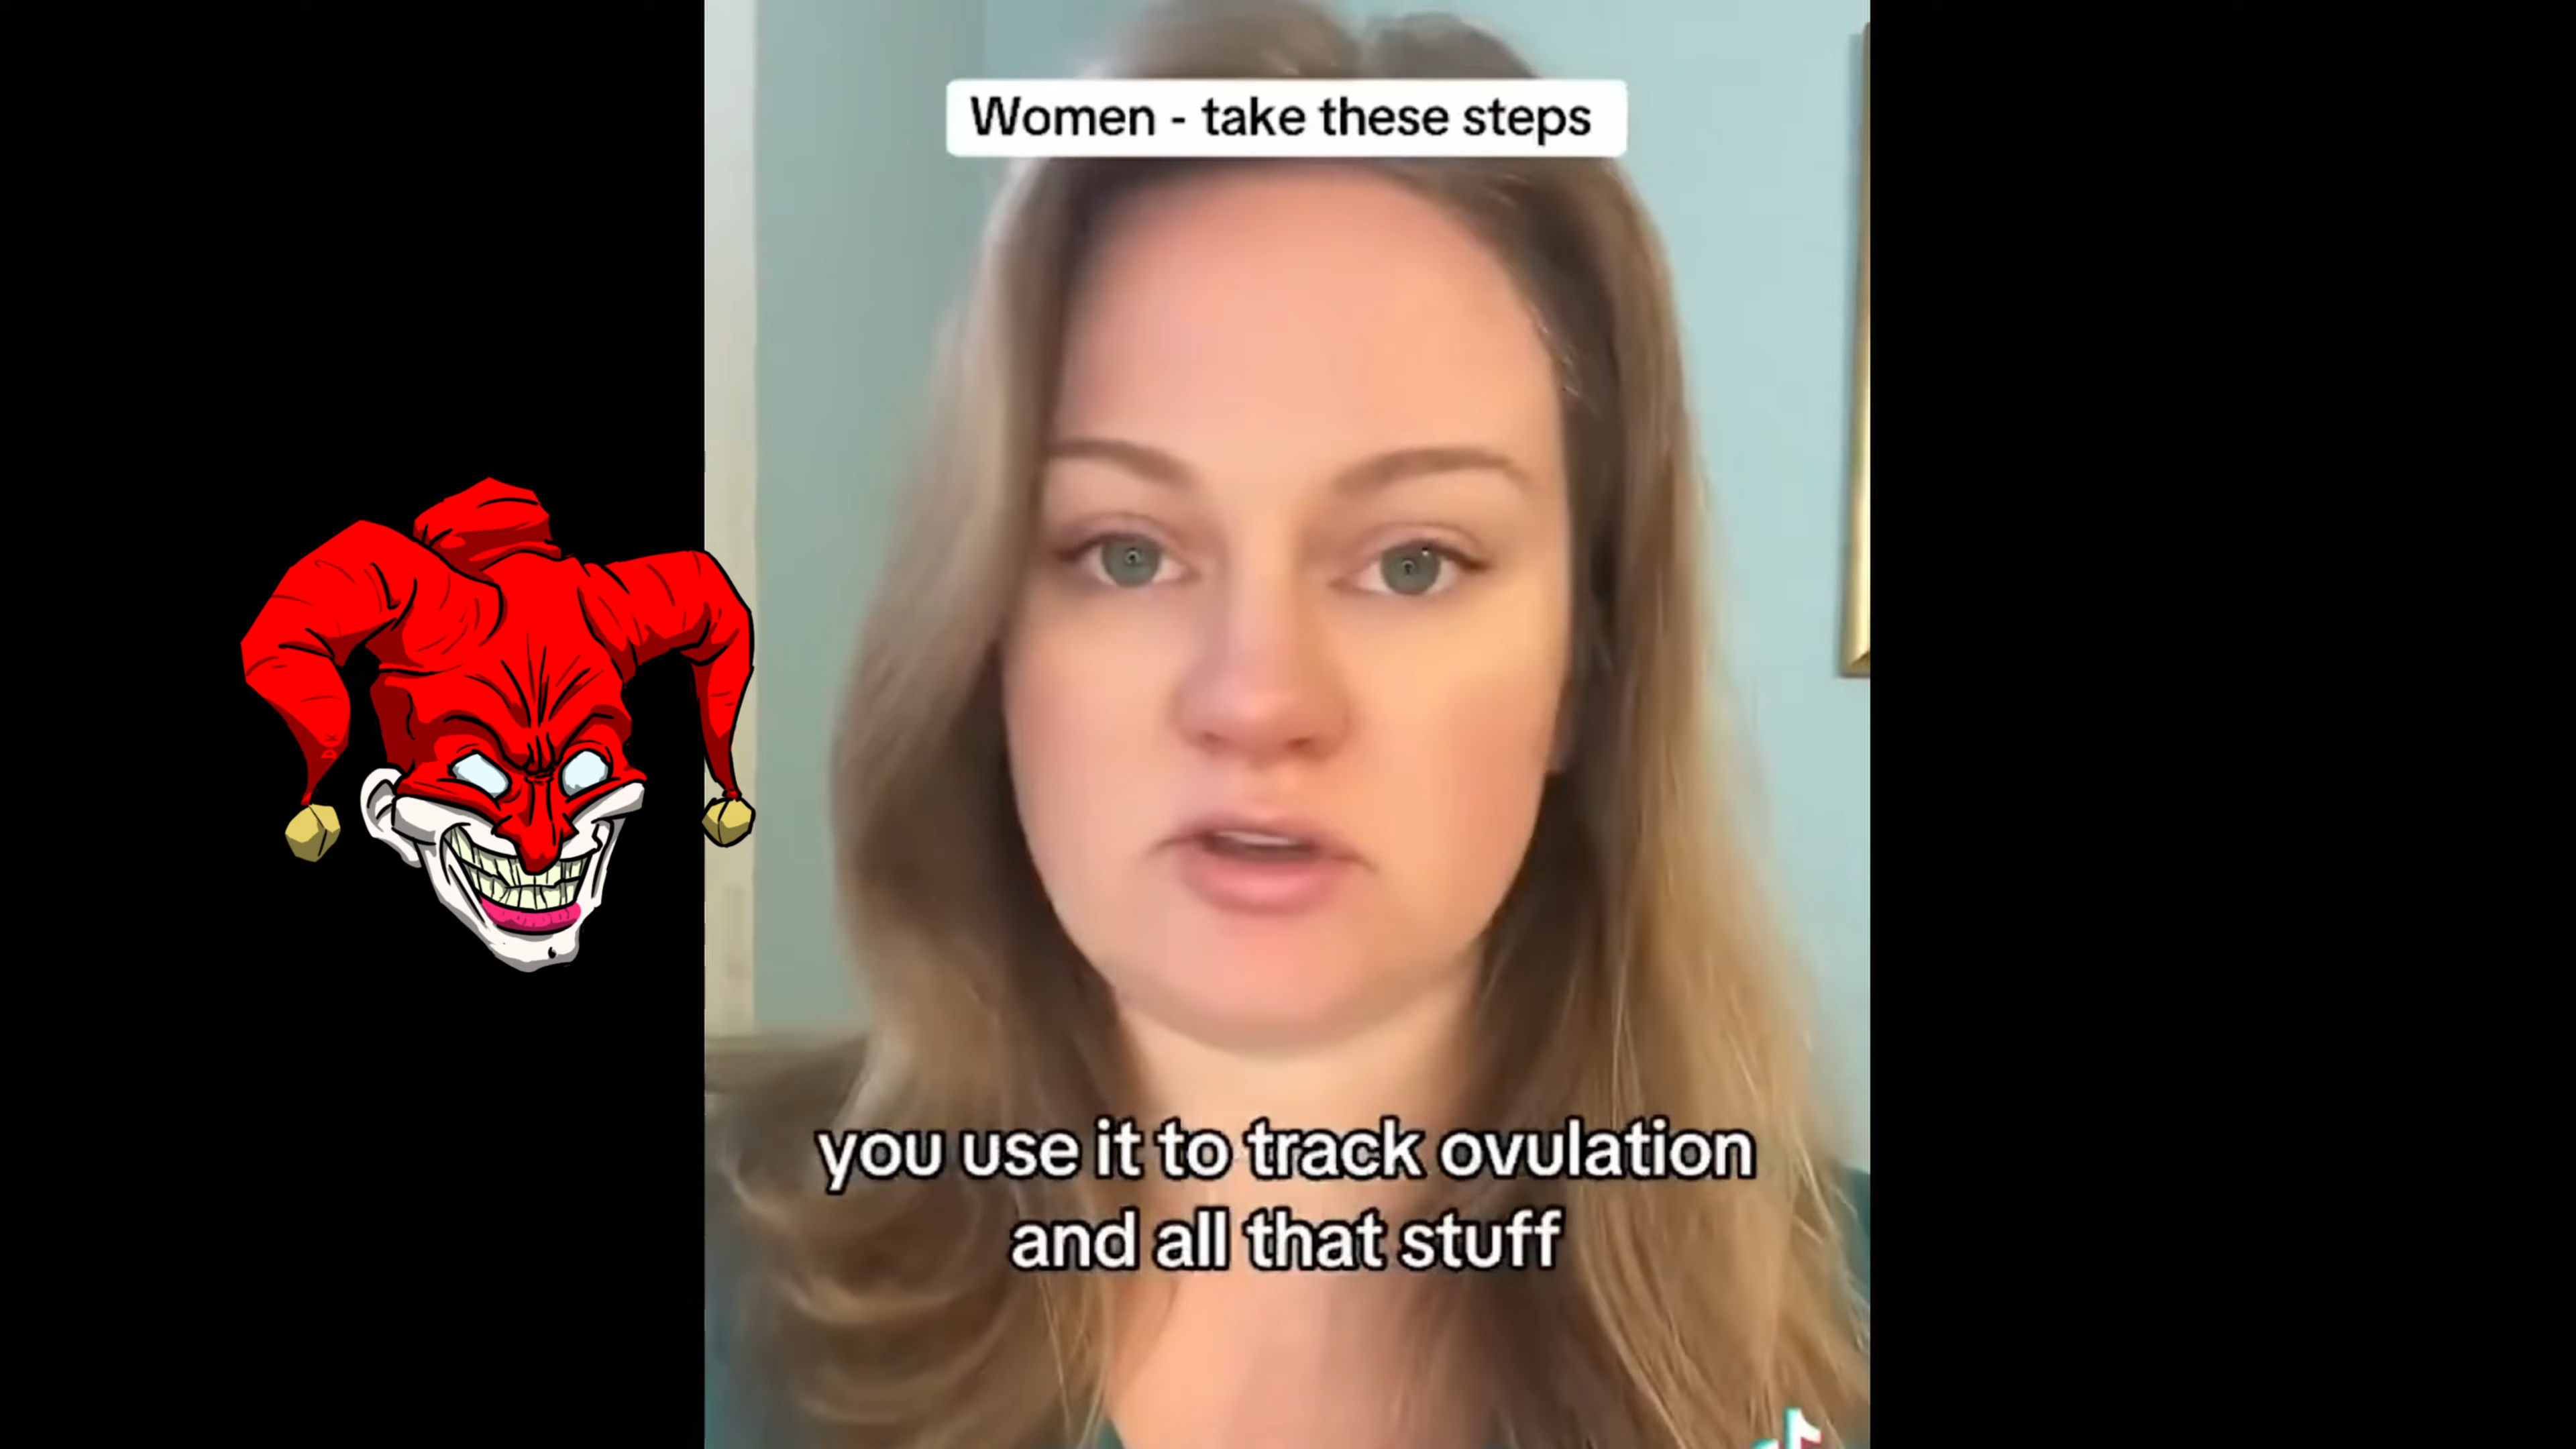 Women - take these steps
you use it to track ovulation
and all that stuff